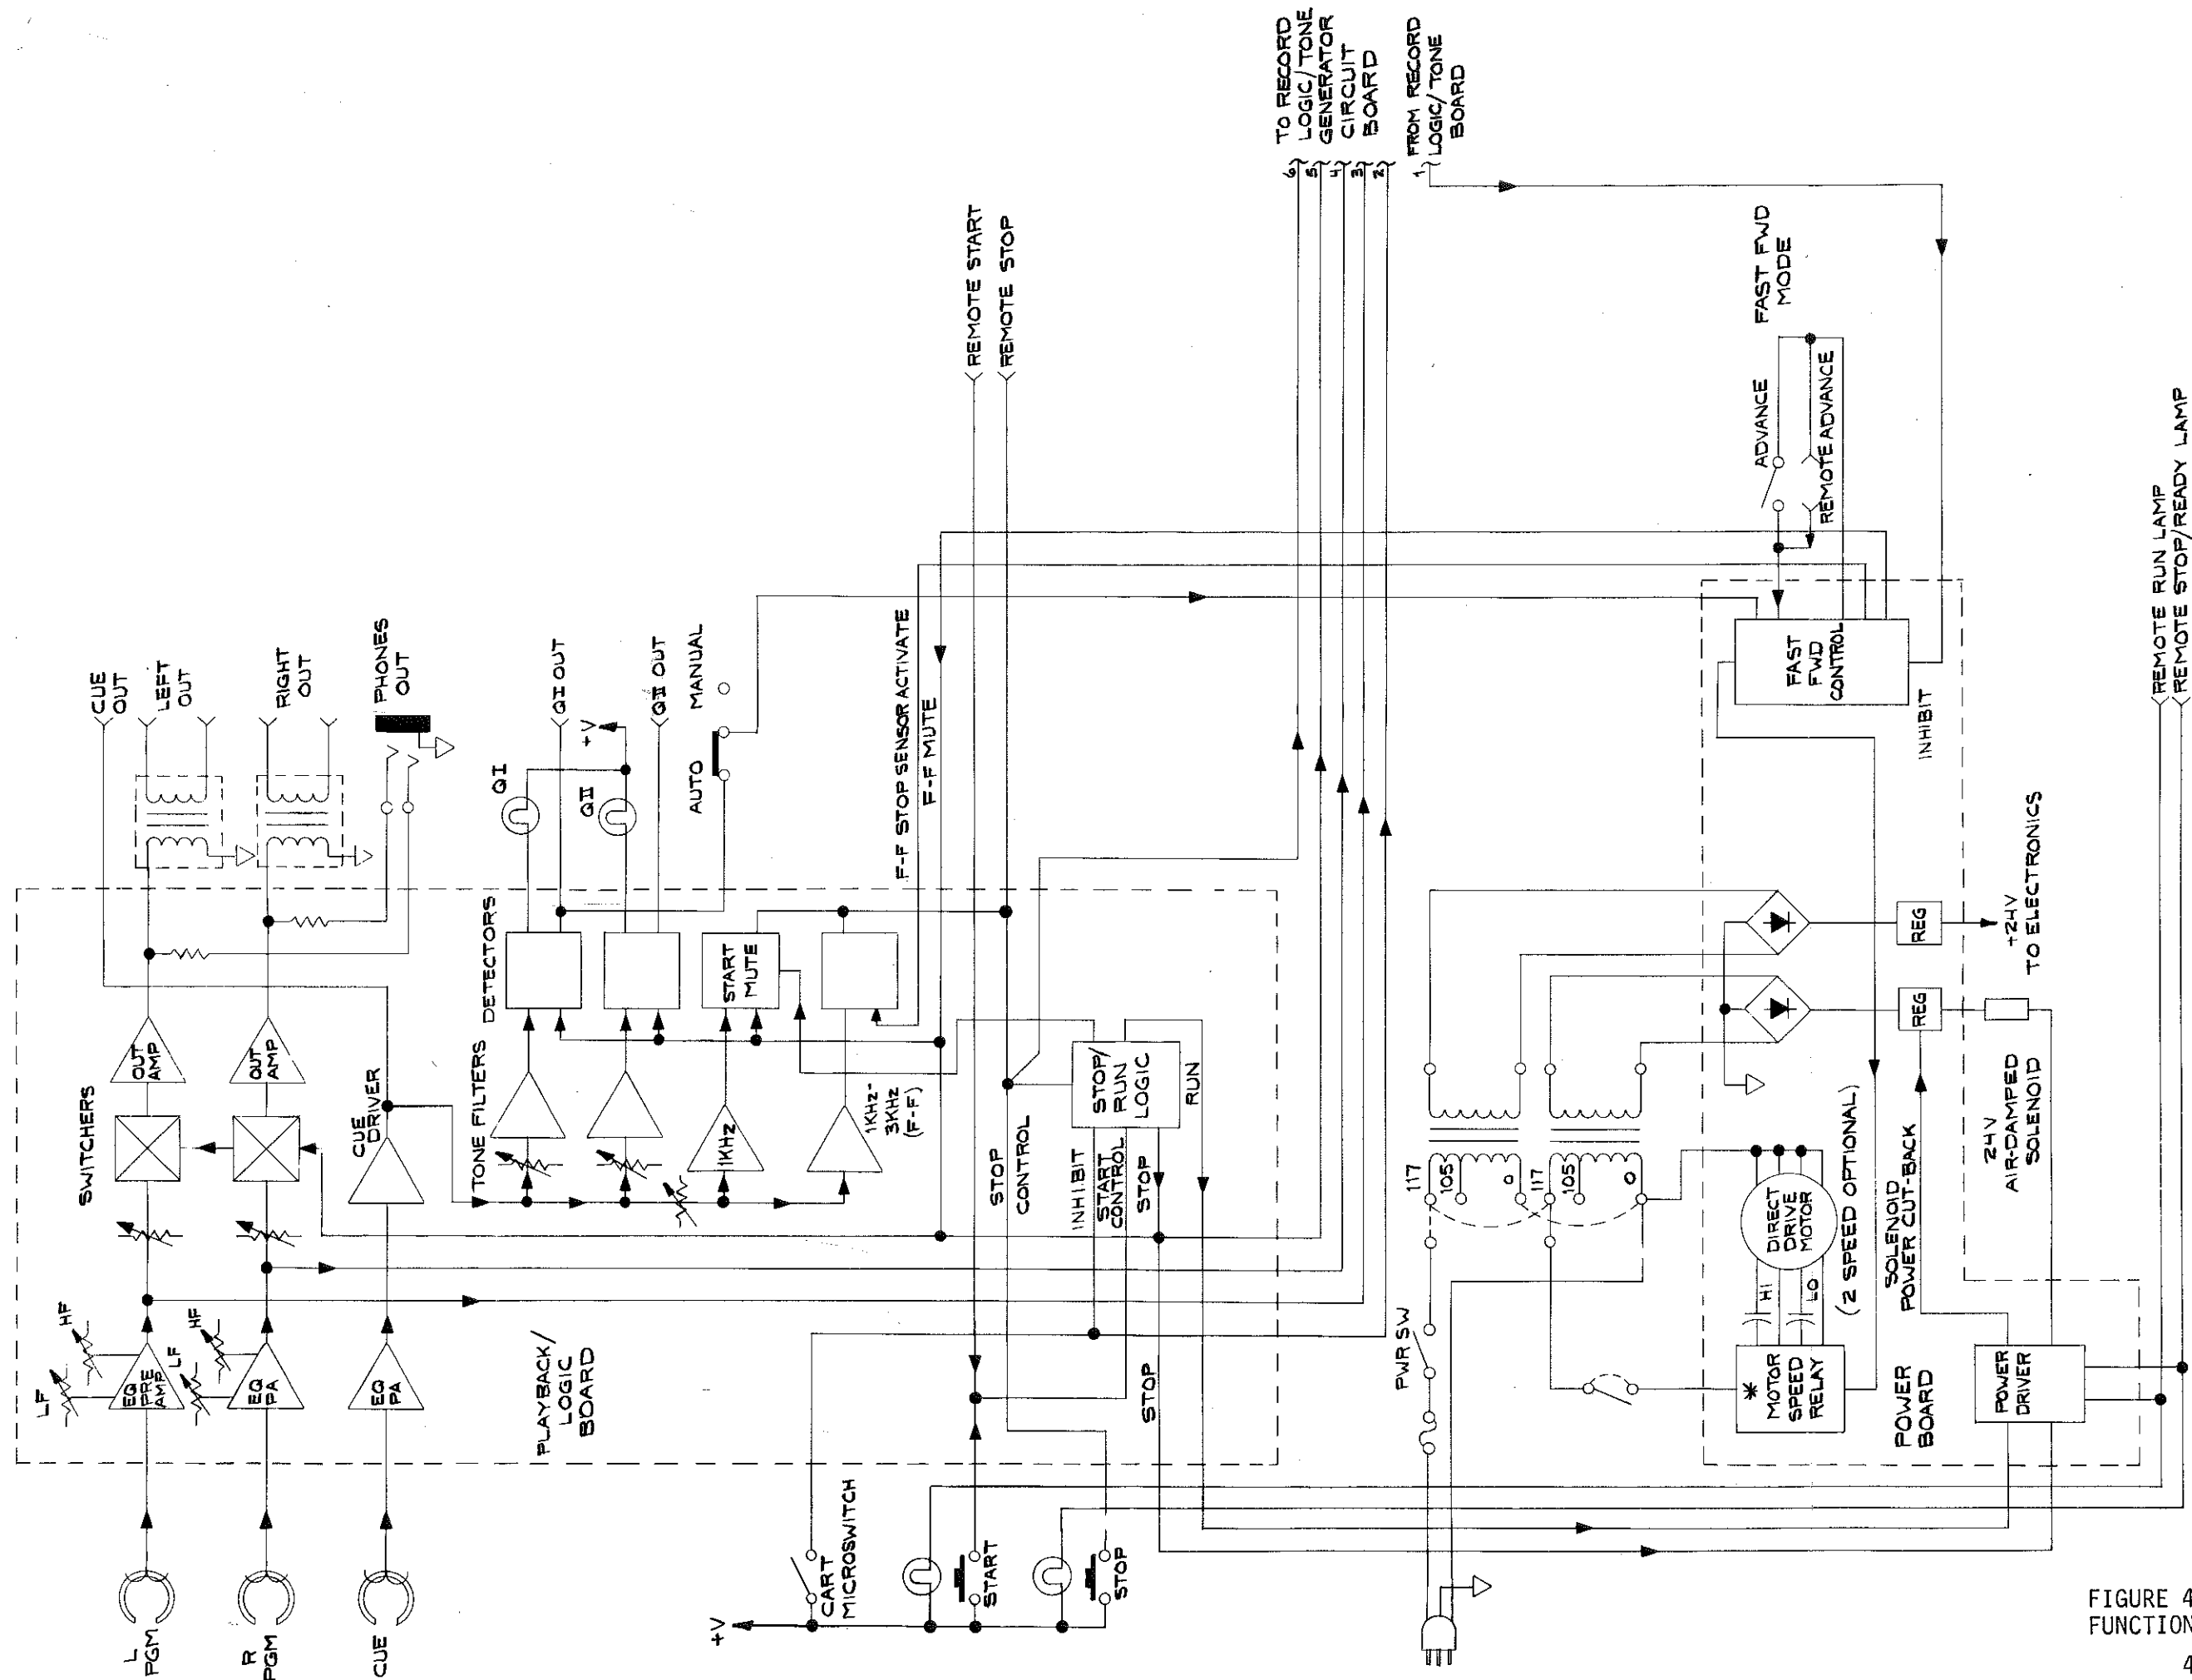 L
PGM
R
PGM
CUE
LF
HF
EQ
PRE
AMP
LF
HF
EQ
PA
EQ
PA
PLAYBACK/
LOGIC
BOARD
SWITCHERS
OUT
AMP
OUT
AMP
CUE
DRIVER
TONE FILTERS
1KHz
1KHz-
3KHz
(F-F)
DETECTORS
START
MUTE
CUE
OUT
LEFT
OUT
RIGHT
OUT
PHONES
OUT
QI
QI OUT
+V
QII
QII OUT
AUTO
MANUAL
F-F STOP SENSOR ACTIVATE
F-F MUTE
REMOTE START
REMOTE STOP
STOP
CONTROL
INHIBIT
START
CONTROL
STOP
STOP/
RUN
LOGIC
RUN
STOP
+V
CART
MICROSWITCH
START
STOP
6
5
4
3
2
TO RECORD
LOGIC/TONE
GENERATOR
CIRCUIT
BOARD
1
FROM RECORD
LOGIC/TONE
BOARD
PWR SW
117
105
0
117
105
0
DIRECT
DRIVE
MOTOR
HI
LO
(2 SPEED OPTIONAL)
*
MOTOR
SPEED
RELAY
SOLENOID
POWER CUT-BACK
POWER
BOARD
POWER
DRIVER
REG
REG
+24V
TO ELECTRONICS
24V
AIR-DAMPED
SOLENOID
FAST
FWD
CONTROL
INHIBIT
ADVANCE
REMOTE ADVANCE
FAST FWD
MODE
REMOTE RUN LAMP
REMOTE STOP/READY LAMP
FIGURE 4
FUNCTION
4